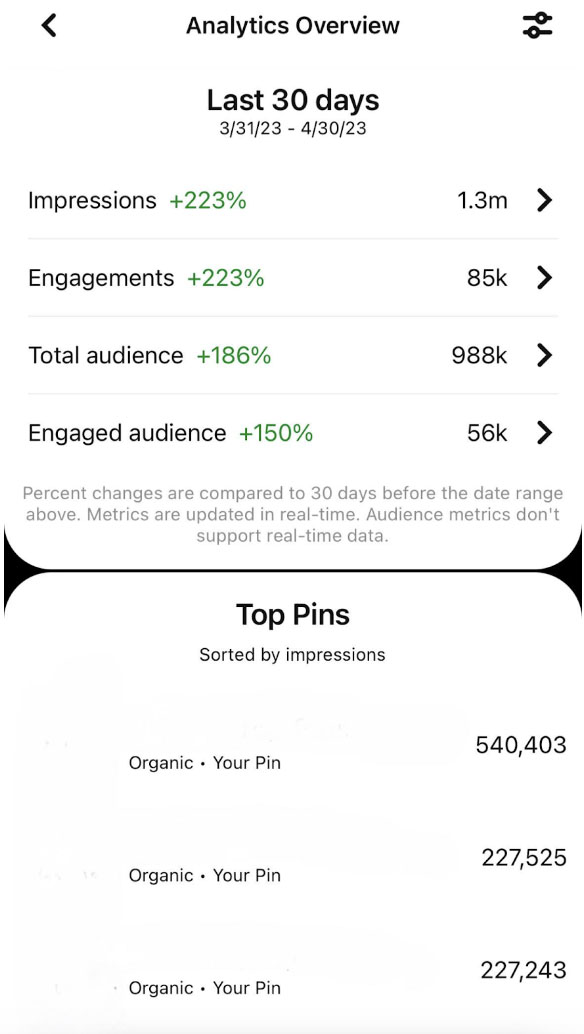 Analytics Overview
Last 30 days
3/31/23 - 4/30/23
Impressions +223% 1.3m
Engagements +223% 85k
Total audience +186% 988k
Engaged audience +150% 56k
Percent changes are compared to 30 days before the date range
above. Metrics are updated in real-time. Audience metrics don't
support real-time data.
Top Pins
Sorted by impressions
540,403
Organic • Your Pin
227,525
Organic • Your Pin
227,243
Organic • Your Pin